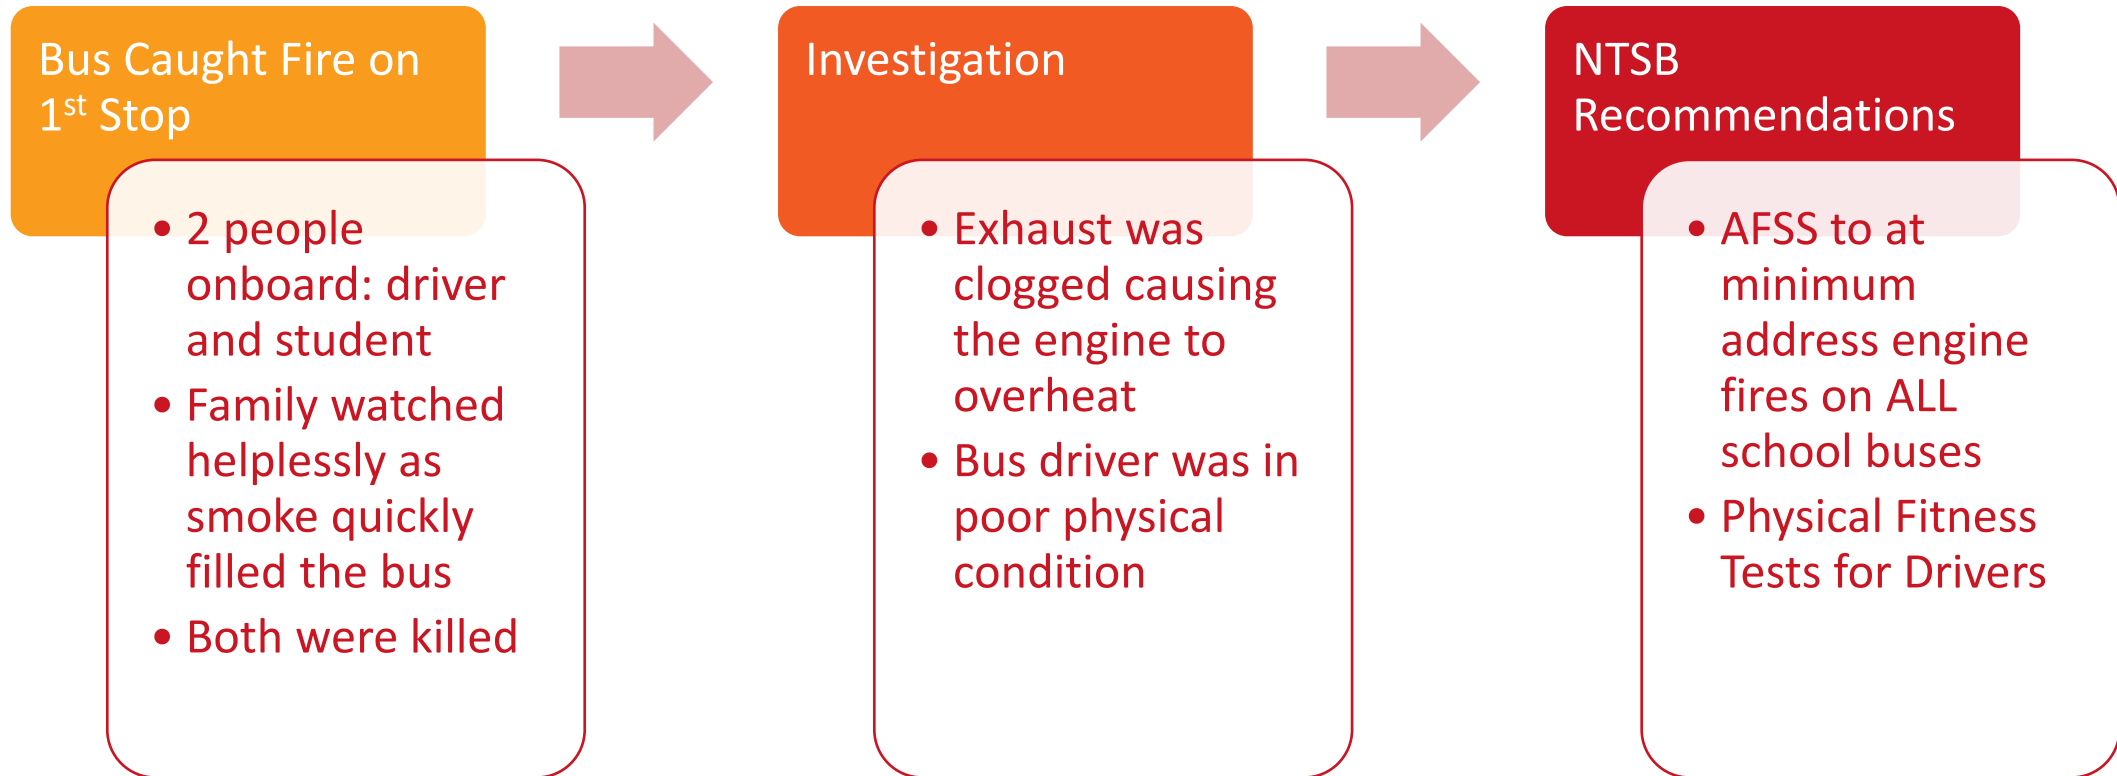 Bus Caught Fire on
1st Stop
• 2 people
onboard: driver
and student
• Family watched
helplessly as
smoke quickly
filled the bus
• Both were killed
Investigation
• Exhaust was
clogged causing
the engine to
overheat
• Bus driver was in
poor physical
condition
NTSB
Recommendations
• AFSS to at
minimum
address engine
fires on ALL
school buses
• Physical Fitness
Tests for Drivers